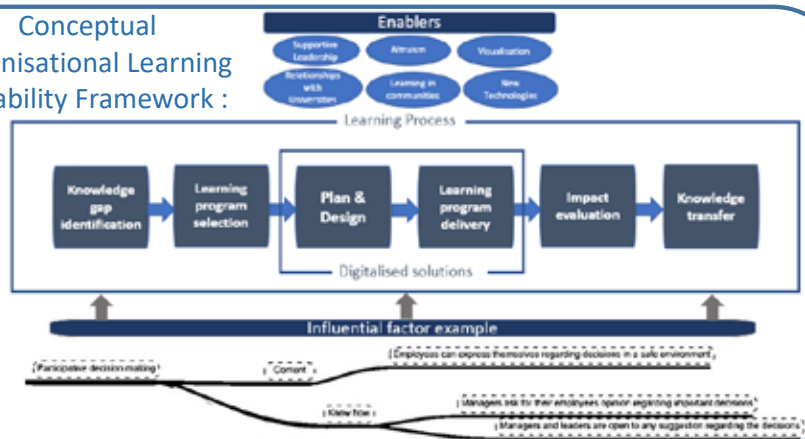 Conceptual
nisational Learning
ability Framework :
Enablers
Supportive
Leadership
Altruism
Visualisation
Relationships
with
Universities
Learning in
communities
New
Technologies
Learning Process
Knowledge
gap
identification
Learning
program
selection
Plan &
Design
Learning
program
delivery
Impact
evaluation
Knowledge
transfer
Digitalised solutions
Influential factor example
Participative decision-making
Content
Employees can express themselves regarding decisions in a safe environment
Know how
Managers ask for their employees opinion regarding important decisions
Managers and leaders are open to any suggestion regarding the decisions